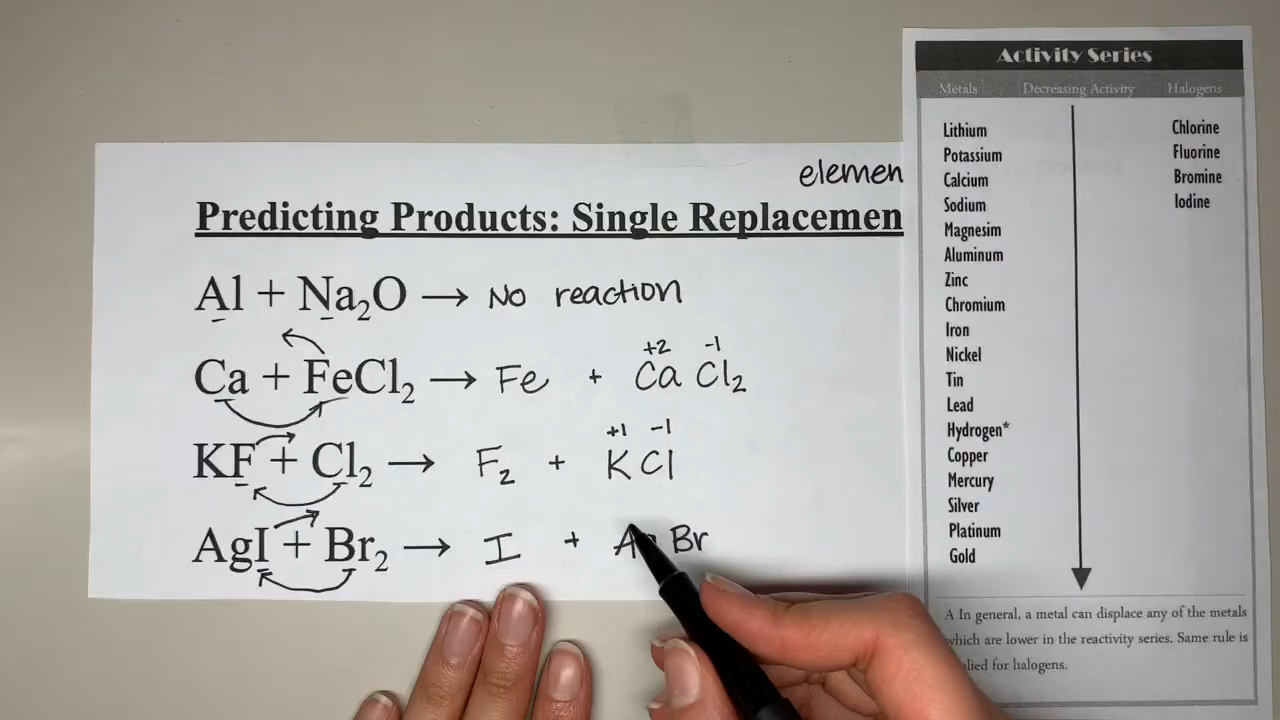 elemen
Predicting Products: Single Replacemen
Al + Na₂O → No reaction
Ca + FeCl₂ → Fe + Ca Cl₂
+2 -1
KF + Cl₂ → F₂ + K Cl
+1 -1
AgI + Br₂ → I + Br
Activity Series
Metals Decreasing Activity Halogens
Lithium Chlorine
Potassium Fluorine
Calcium Bromine
Sodium Iodine
Magnesim
Aluminum
Zinc
Chromium
Iron
Nickel
Tin
Lead
Hydrogen*
Copper
Mercury
Silver
Platinum
Gold
A In general, a metal can displace any of the metals
which are lower in the reactivity series. Same rule is
plied for halogens.